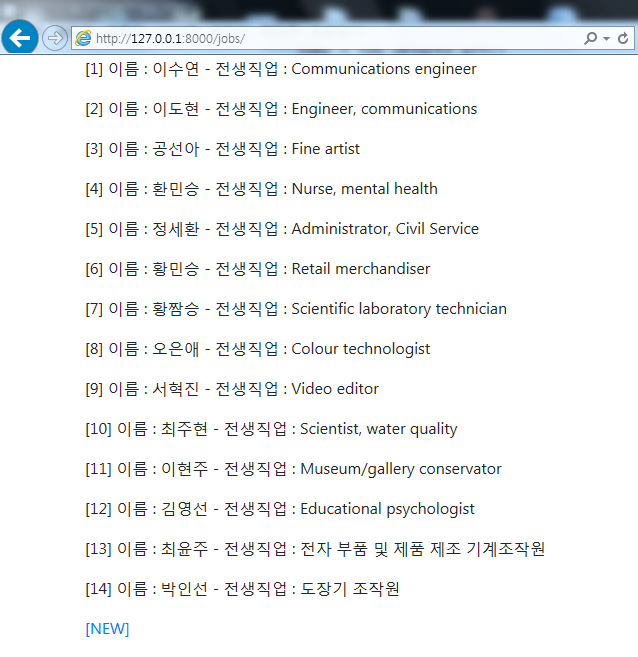 http://127.0.0.1:8000/jobs/
[1] 이름 : 이수연 - 전생직업 : Communications engineer
[2] 이름 : 이도현 - 전생직업 : Engineer, communications
[3] 이름 : 공선아 - 전생직업 : Fine artist
[4] 이름 : 환민승 - 전생직업 : Nurse, mental health
[5] 이름 : 정세환 - 전생직업 : Administrator, Civil Service
[6] 이름 : 황민승 - 전생직업 : Retail merchandiser
[7] 이름 : 황짬승 - 전생직업 : Scientific laboratory technician
[8] 이름 : 오은애 - 전생직업 : Colour technologist
[9] 이름 : 서혁진 - 전생직업 : Video editor
[10] 이름 : 최주현 - 전생직업 : Scientist, water quality
[11] 이름 : 이현주 - 전생직업 : Museum/gallery conservator
[12] 이름 : 김영선 - 전생직업 : Educational psychologist
[13] 이름 : 최윤주 - 전생직업 : 전자 부품 및 제품 제조 기계조작원
[14] 이름 : 박인선 - 전생직업 : 도장기 조작원
[NEW]